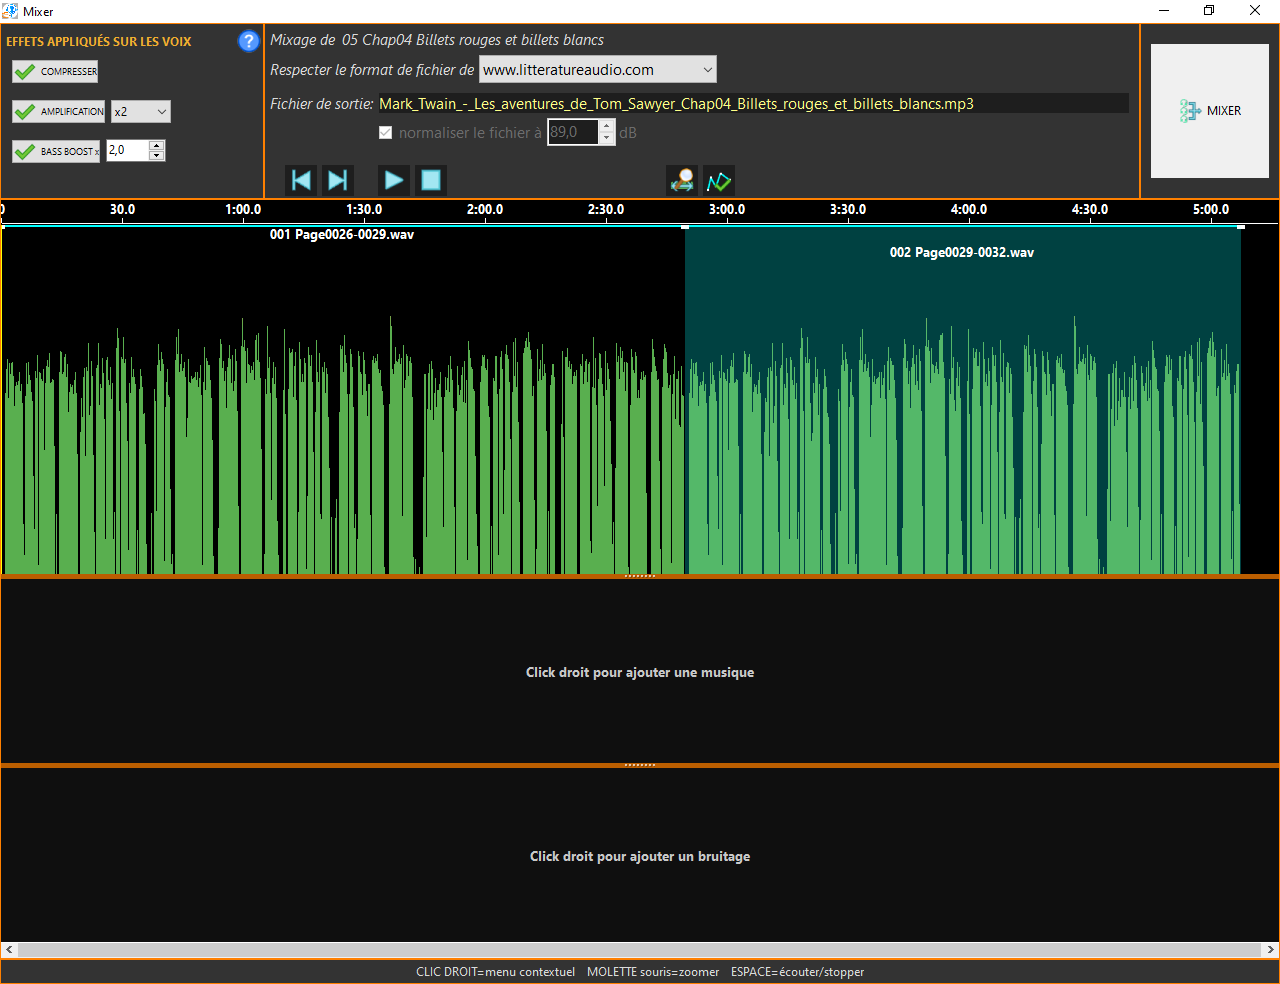 Mixer
EFFETS APPLIQUÉS SUR LES VOIX
?
COMPRESSER
AMPLIFICATION
x2
BASS BOOST x
2,0
Mixage de 05 Chap04 Billets rouges et billets blancs
Respecter le format de fichier de www.litteratureaudio.com
Fichier de sortie: Mark_Twain_-_Les_aventures_de_Tom_Sawyer_Chap04_Billets_rouges_et_billets_blancs.mp3
normaliser le fichier à 89,0 dB
MIXER
0 30.0 1:00.0 1:30.0 2:00.0 2:30.0 3:00.0 3:30.0 4:00.0 4:30.0 5:00.0
001 Page0026-0029.wav
002 Page0029-0032.wav
Click droit pour ajouter une musique
Click droit pour ajouter un bruitage
CLIC DROIT=menu contextuel MOLETTE souris=zoomer ESPACE=écouter/stopper